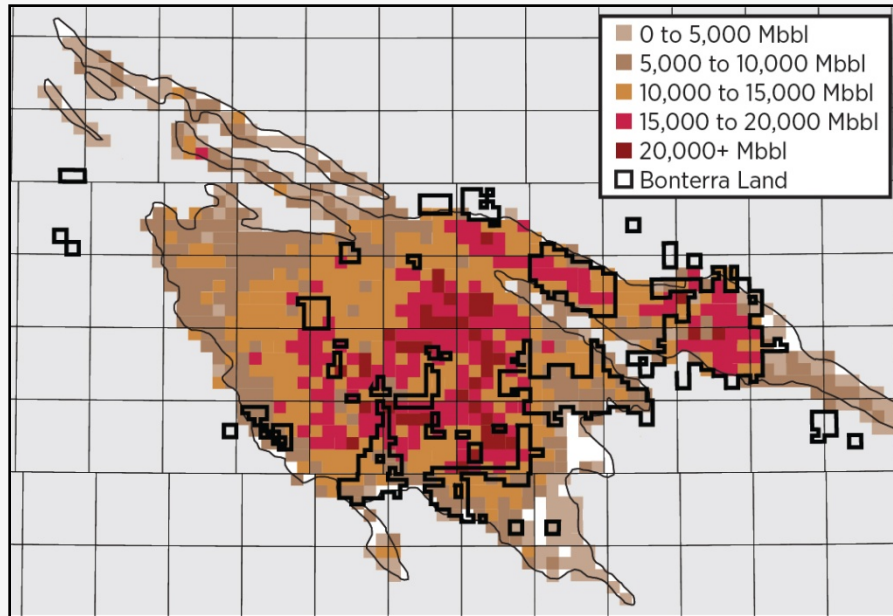 0 to 5,000 Mbbl
5,000 to 10,000 Mbbl
10,000 to 15,000 Mbbl
15,000 to 20,000 Mbbl
20,000+ Mbbl
Bonterra Land